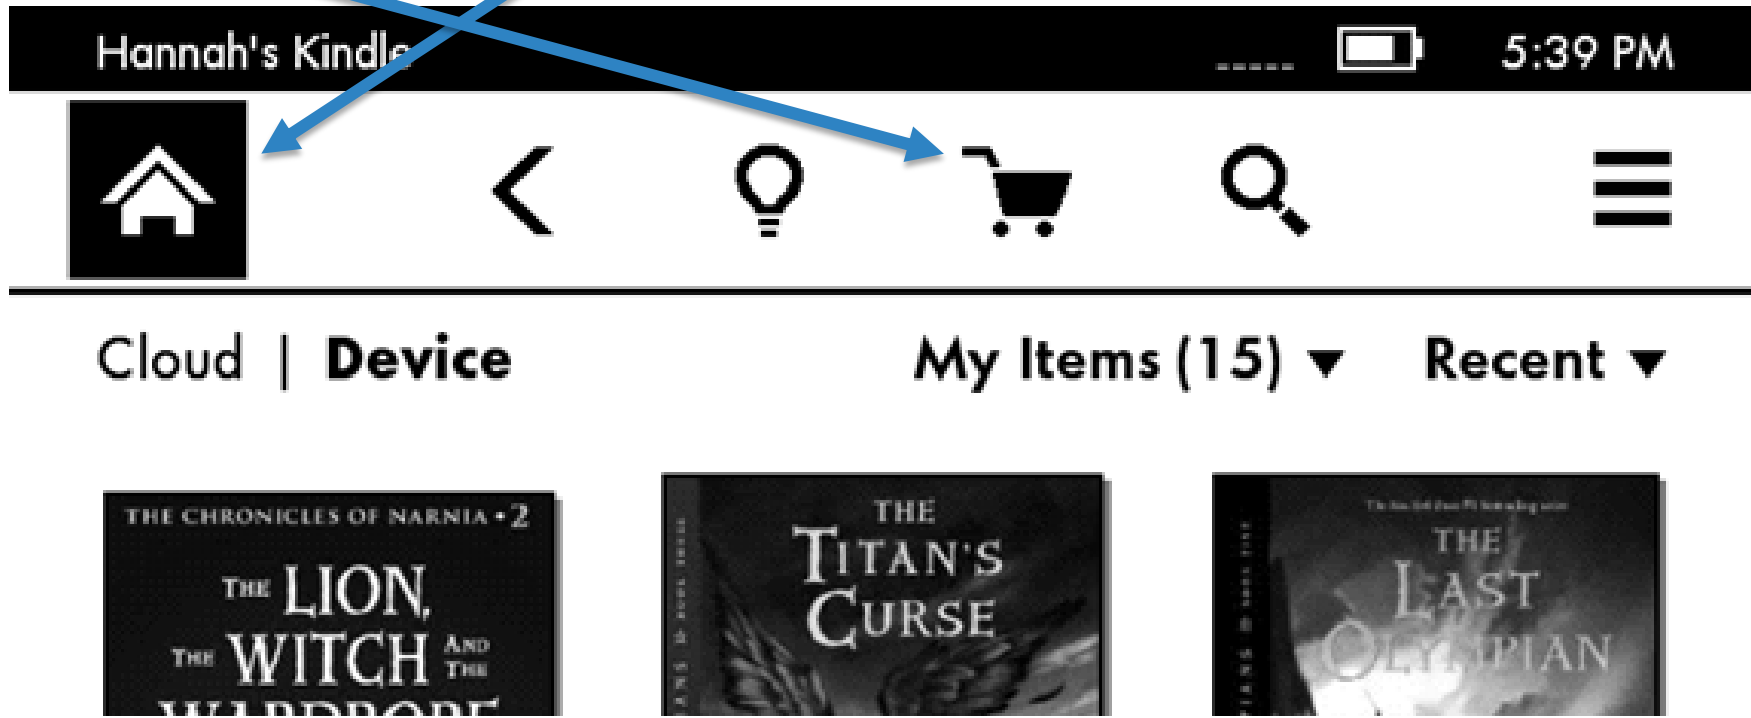 Hannah's Kindle 5:39 PM
Cloud | Device My Items (15) ▼ Recent ▼
THE CHRONICLES OF NARNIA • 2
THE LION,
THE WITCH AND THE
WARDROBE
THE
TITAN'S
CURSE
THE
LAST
OLYMPIAN